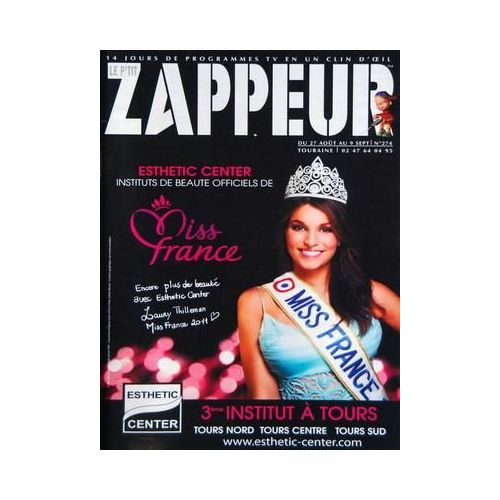 14 JOURS DE PROGRAMMES TV EN UN CLIN D'ŒIL
LE P'TIT
ZAPPEUR
DU 27 AOÛT AU 9 SEPT | N°274
TOURAINE | 02 47 64 04 95
ESTHETIC CENTER
INSTITUTS DE BEAUTE OFFICIELS DE
Miss
france
Encore plus de beauté
avec Esthetic Center
Laury Thilleman
Miss France 2011
MISS FRANCE
ESTHETIC
CENTER
3ème INSTITUT À TOURS
TOURS NORD TOURS CENTRE TOURS SUD
www.esthetic-center.com